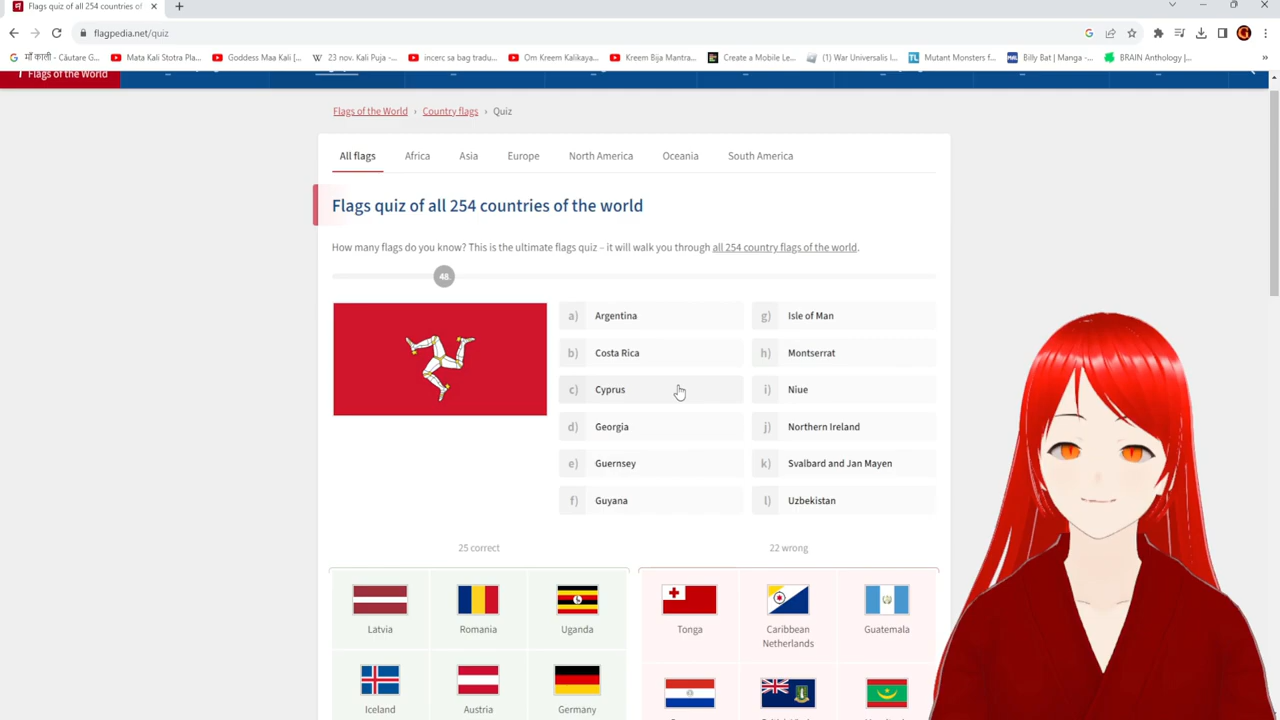 Flags quiz of all 254 countries of
flagpedia.net/quiz
माँ काली - Căutare G...
Mata Kali Stotra Pla...
Goddess Maa Kali [...
23 nov. Kali Puja -...
incerc sa bag tradu...
Om Kreem Kalikaya...
Kreem Bija Mantra...
Create a Mobile Le...
(1) War Universalis I...
Mutant Monsters f...
Billy Bat | Manga -...
BRAIN Anthology |...
Flags of the World
Flags of the World › Country flags › Quiz
All flags
Africa
Asia
Europe
North America
Oceania
South America
Flags quiz of all 254 countries of the world
How many flags do you know? This is the ultimate flags quiz – it will walk you through all 254 country flags of the world.
48.
a) Argentina
b) Costa Rica
c) Cyprus
d) Georgia
e) Guernsey
f) Guyana
g) Isle of Man
h) Montserrat
i) Niue
j) Northern Ireland
k) Svalbard and Jan Mayen
l) Uzbekistan
25 correct
22 wrong
Latvia
Romania
Uganda
Tonga
Caribbean
Netherlands
Guatemala
Iceland
Austria
Germany